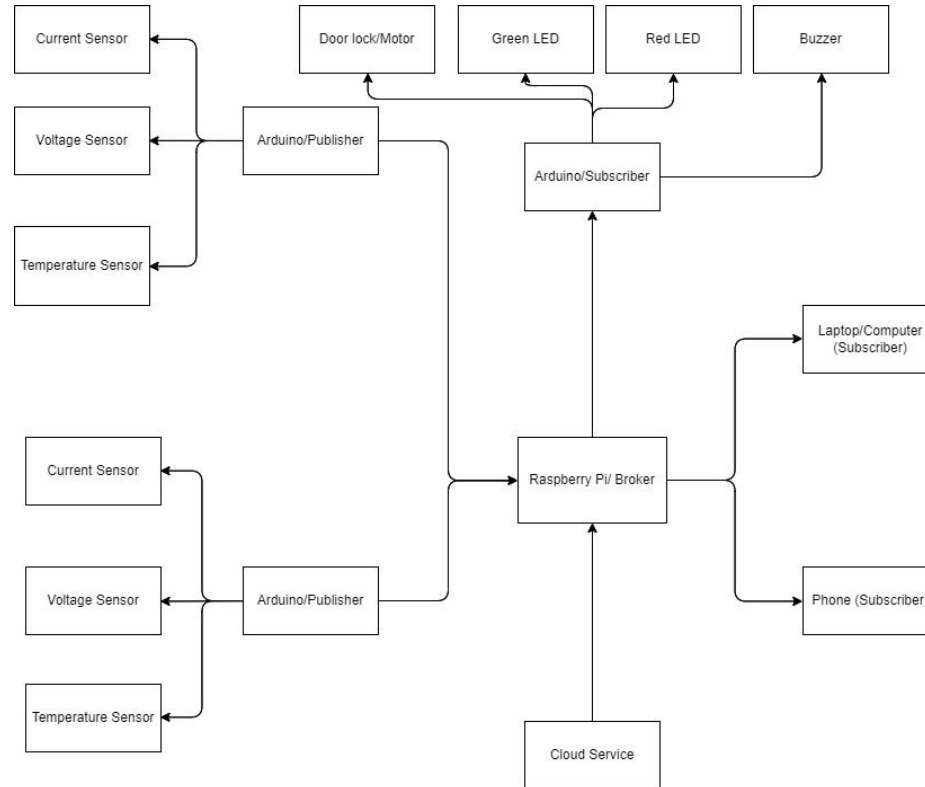 Current Sensor
Door lock/Motor
Green LED
Red LED
Buzzer
Voltage Sensor
Arduino/Publisher
Arduino/Subscriber
Temperature Sensor
Laptop/Computer
(Subscriber)
Current Sensor
Raspberry Pi/ Broker
Voltage Sensor
Arduino/Publisher
Phone (Subscriber)
Temperature Sensor
Cloud Service